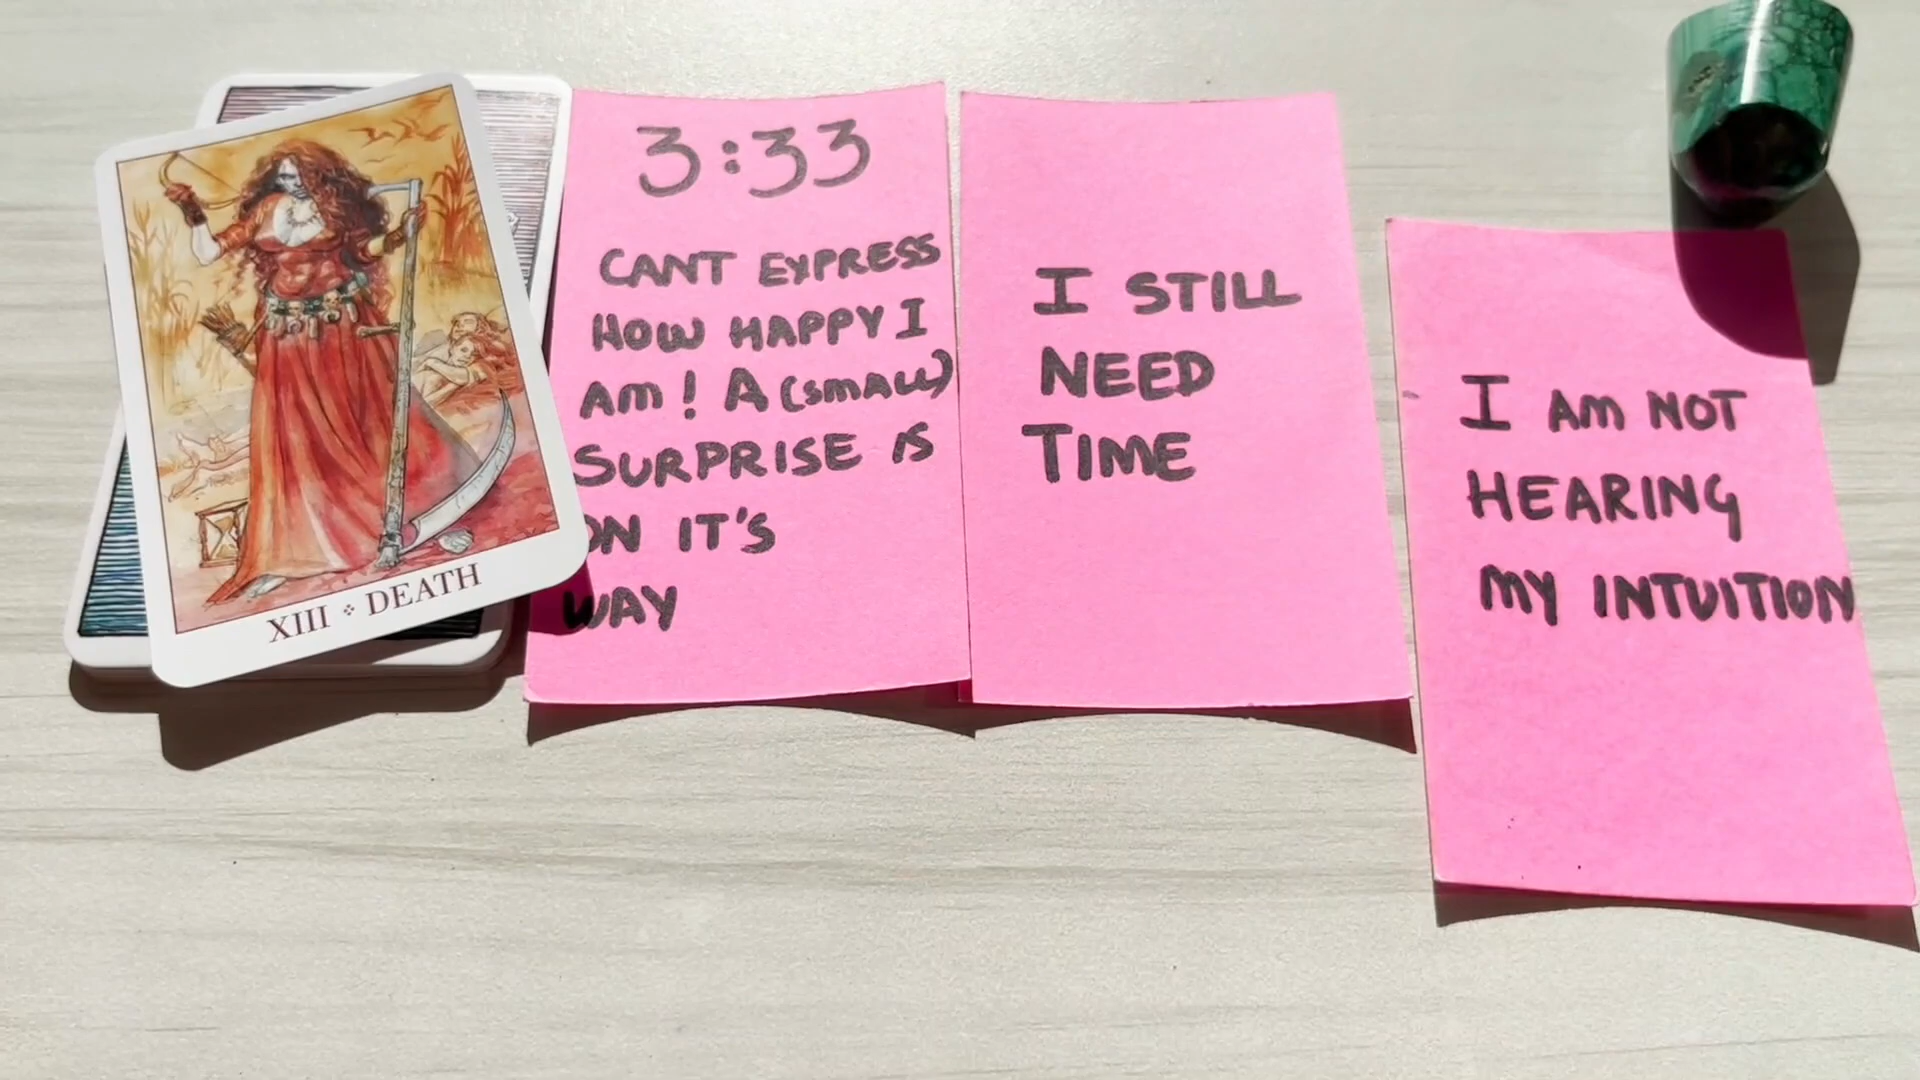 XIII DEATH
3:33
CANT EXPRESS
HOW HAPPY I
AM! A (SMALL)
SURPRISE IS
ON IT'S
WAY
I STILL
NEED
TIME
I AM NOT
HEARING
MY INTUITION